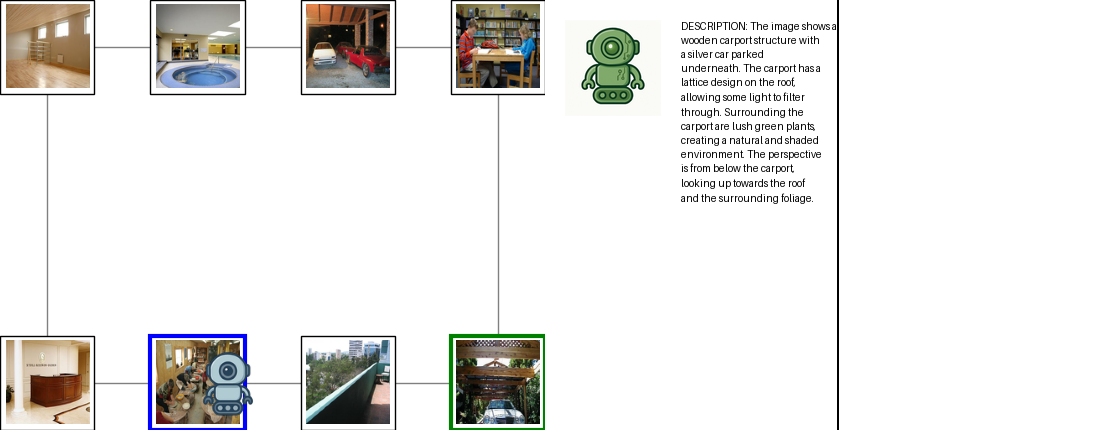 DESCRIPTION: The image shows a
wooden carport structure with
a silver car parked
underneath. The carport has a
lattice design on the roof,
allowing some light to filter
through. Surrounding the
carport are lush green plants,
creating a natural and shaded
environment. The perspective
is from below the carport,
looking up towards the roof
and the surrounding foliage.